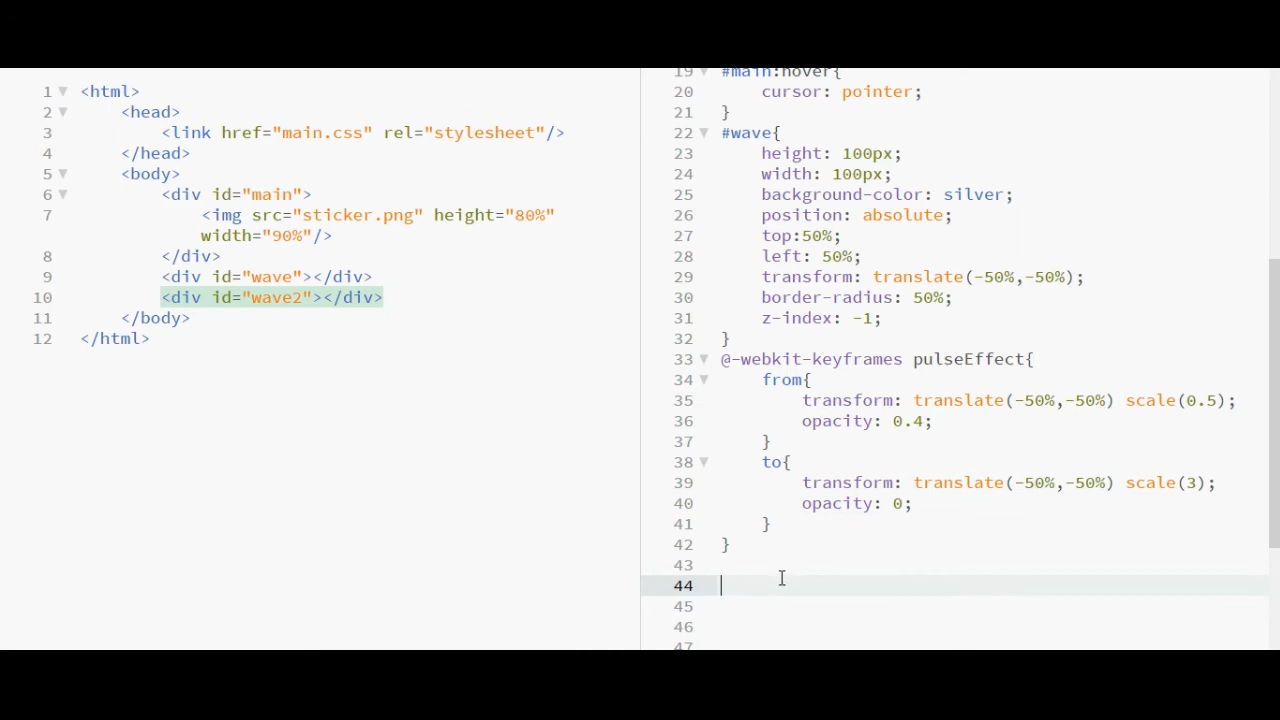 1 <html>
2 <head>
3 <link href="main.css" rel="stylesheet"/>
4 </head>
5 <body>
6 <div id="main">
7 <img src="sticker.png" height="80%"
width="90%"/>
8 </div>
9 <div id="wave"></div>
10 <div id="wave2"></div>
11 </body>
12 </html>
19 #main:hover{
20 cursor: pointer;
21 }
22 #wave{
23 height: 100px;
24 width: 100px;
25 background-color: silver;
26 position: absolute;
27 top:50%;
28 left: 50%;
29 transform: translate(-50%,-50%);
30 border-radius: 50%;
31 z-index: -1;
32 }
33 @-webkit-keyframes pulseEffect{
34 from{
35 transform: translate(-50%,-50%) scale(0.5);
36 opacity: 0.4;
37 }
38 to{
39 transform: translate(-50%,-50%) scale(3);
40 opacity: 0;
41 }
42 }
43
44
45
46
47